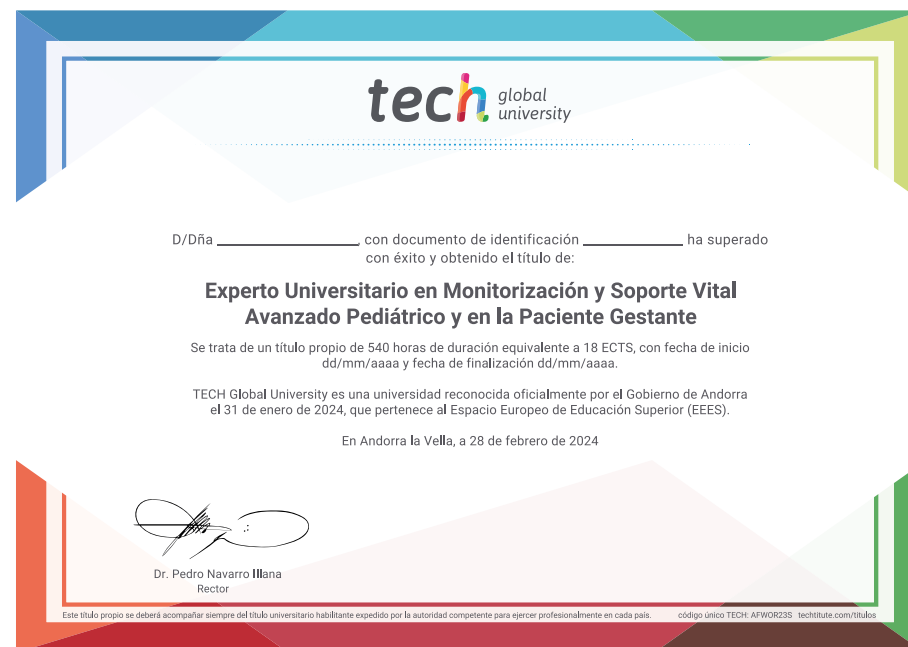 tech global university
D/Dña ____________________, con documento de identificación ______________ ha superado
con éxito y obtenido el título de:
Experto Universitario en Monitorización y Soporte Vital
Avanzado Pediátrico y en la Paciente Gestante
Se trata de un título propio de 540 horas de duración equivalente a 18 ECTS, con fecha de inicio
dd/mm/aaaa y fecha de finalización dd/mm/aaaa.
TECH Global University es una universidad reconocida oficialmente por el Gobierno de Andorra
el 31 de enero de 2024, que pertenece al Espacio Europeo de Educación Superior (EEES).
En Andorra la Vella, a 28 de febrero de 2024
Dr. Pedro Navarro Illana
Rector
Este título propio se deberá acompañar siempre del título universitario habilitante expedido por la autoridad competente para ejercer profesionalmente en cada país. código único TECH: AFWOR23S techtitute.com/titulos